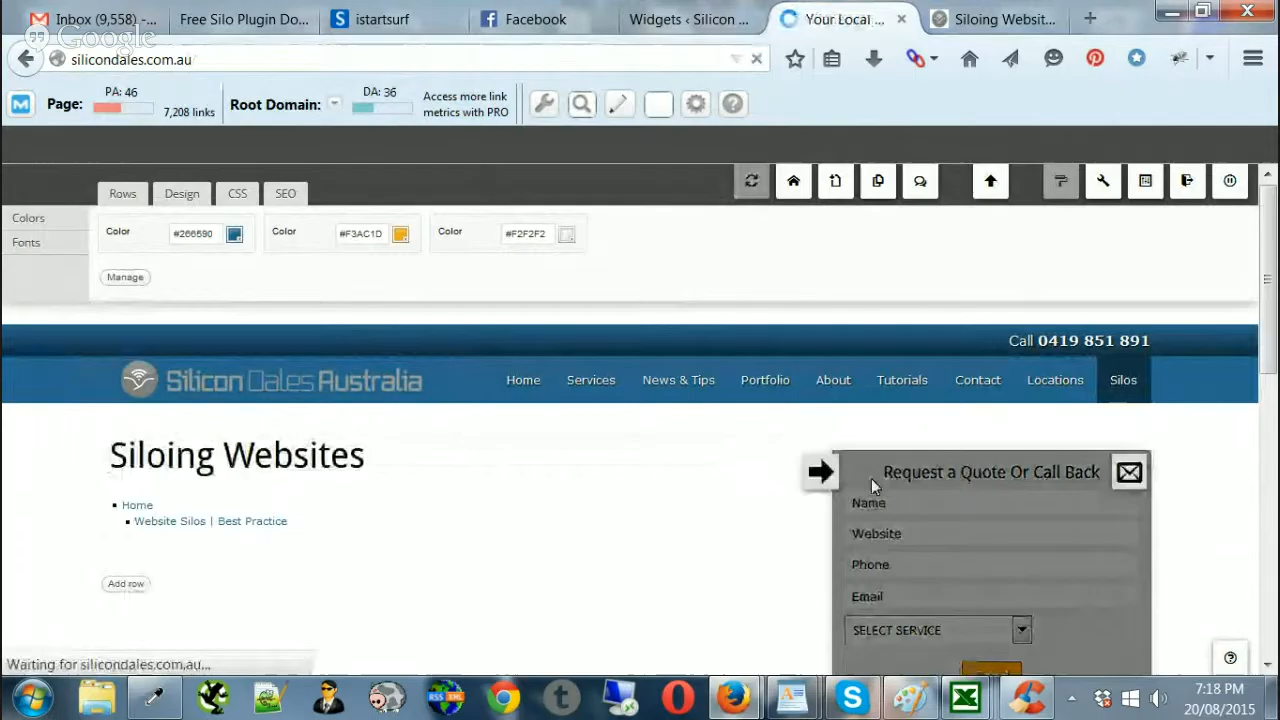 Inbox (9,558) -...
Free Silo Plugin Do...
istartsurf
Facebook
Widgets ‹ Silicon ...
Your Local ...
Siloing Websit...
Google
silicondales.com.au
Page:
PA: 46
7,208 links
Root Domain:
DA: 36
Access more link
metrics with PRO
Rows
Design
CSS
SEO
Colors
Fonts
Color
#266590
Color
#F3AC1D
Color
#F2F2F2
Manage
Call 0419 851 891
Silicon Dales Australia
Home
Services
News & Tips
Portfolio
About
Tutorials
Contact
Locations
Silos
Siloing Websites
Home
Website Silos | Best Practice
Add row
Request a Quote Or Call Back
Name
Website
Phone
Email
SELECT SERVICE
Waiting for silicondales.com.au...
RSS
XML
7:18 PM
20/08/2015